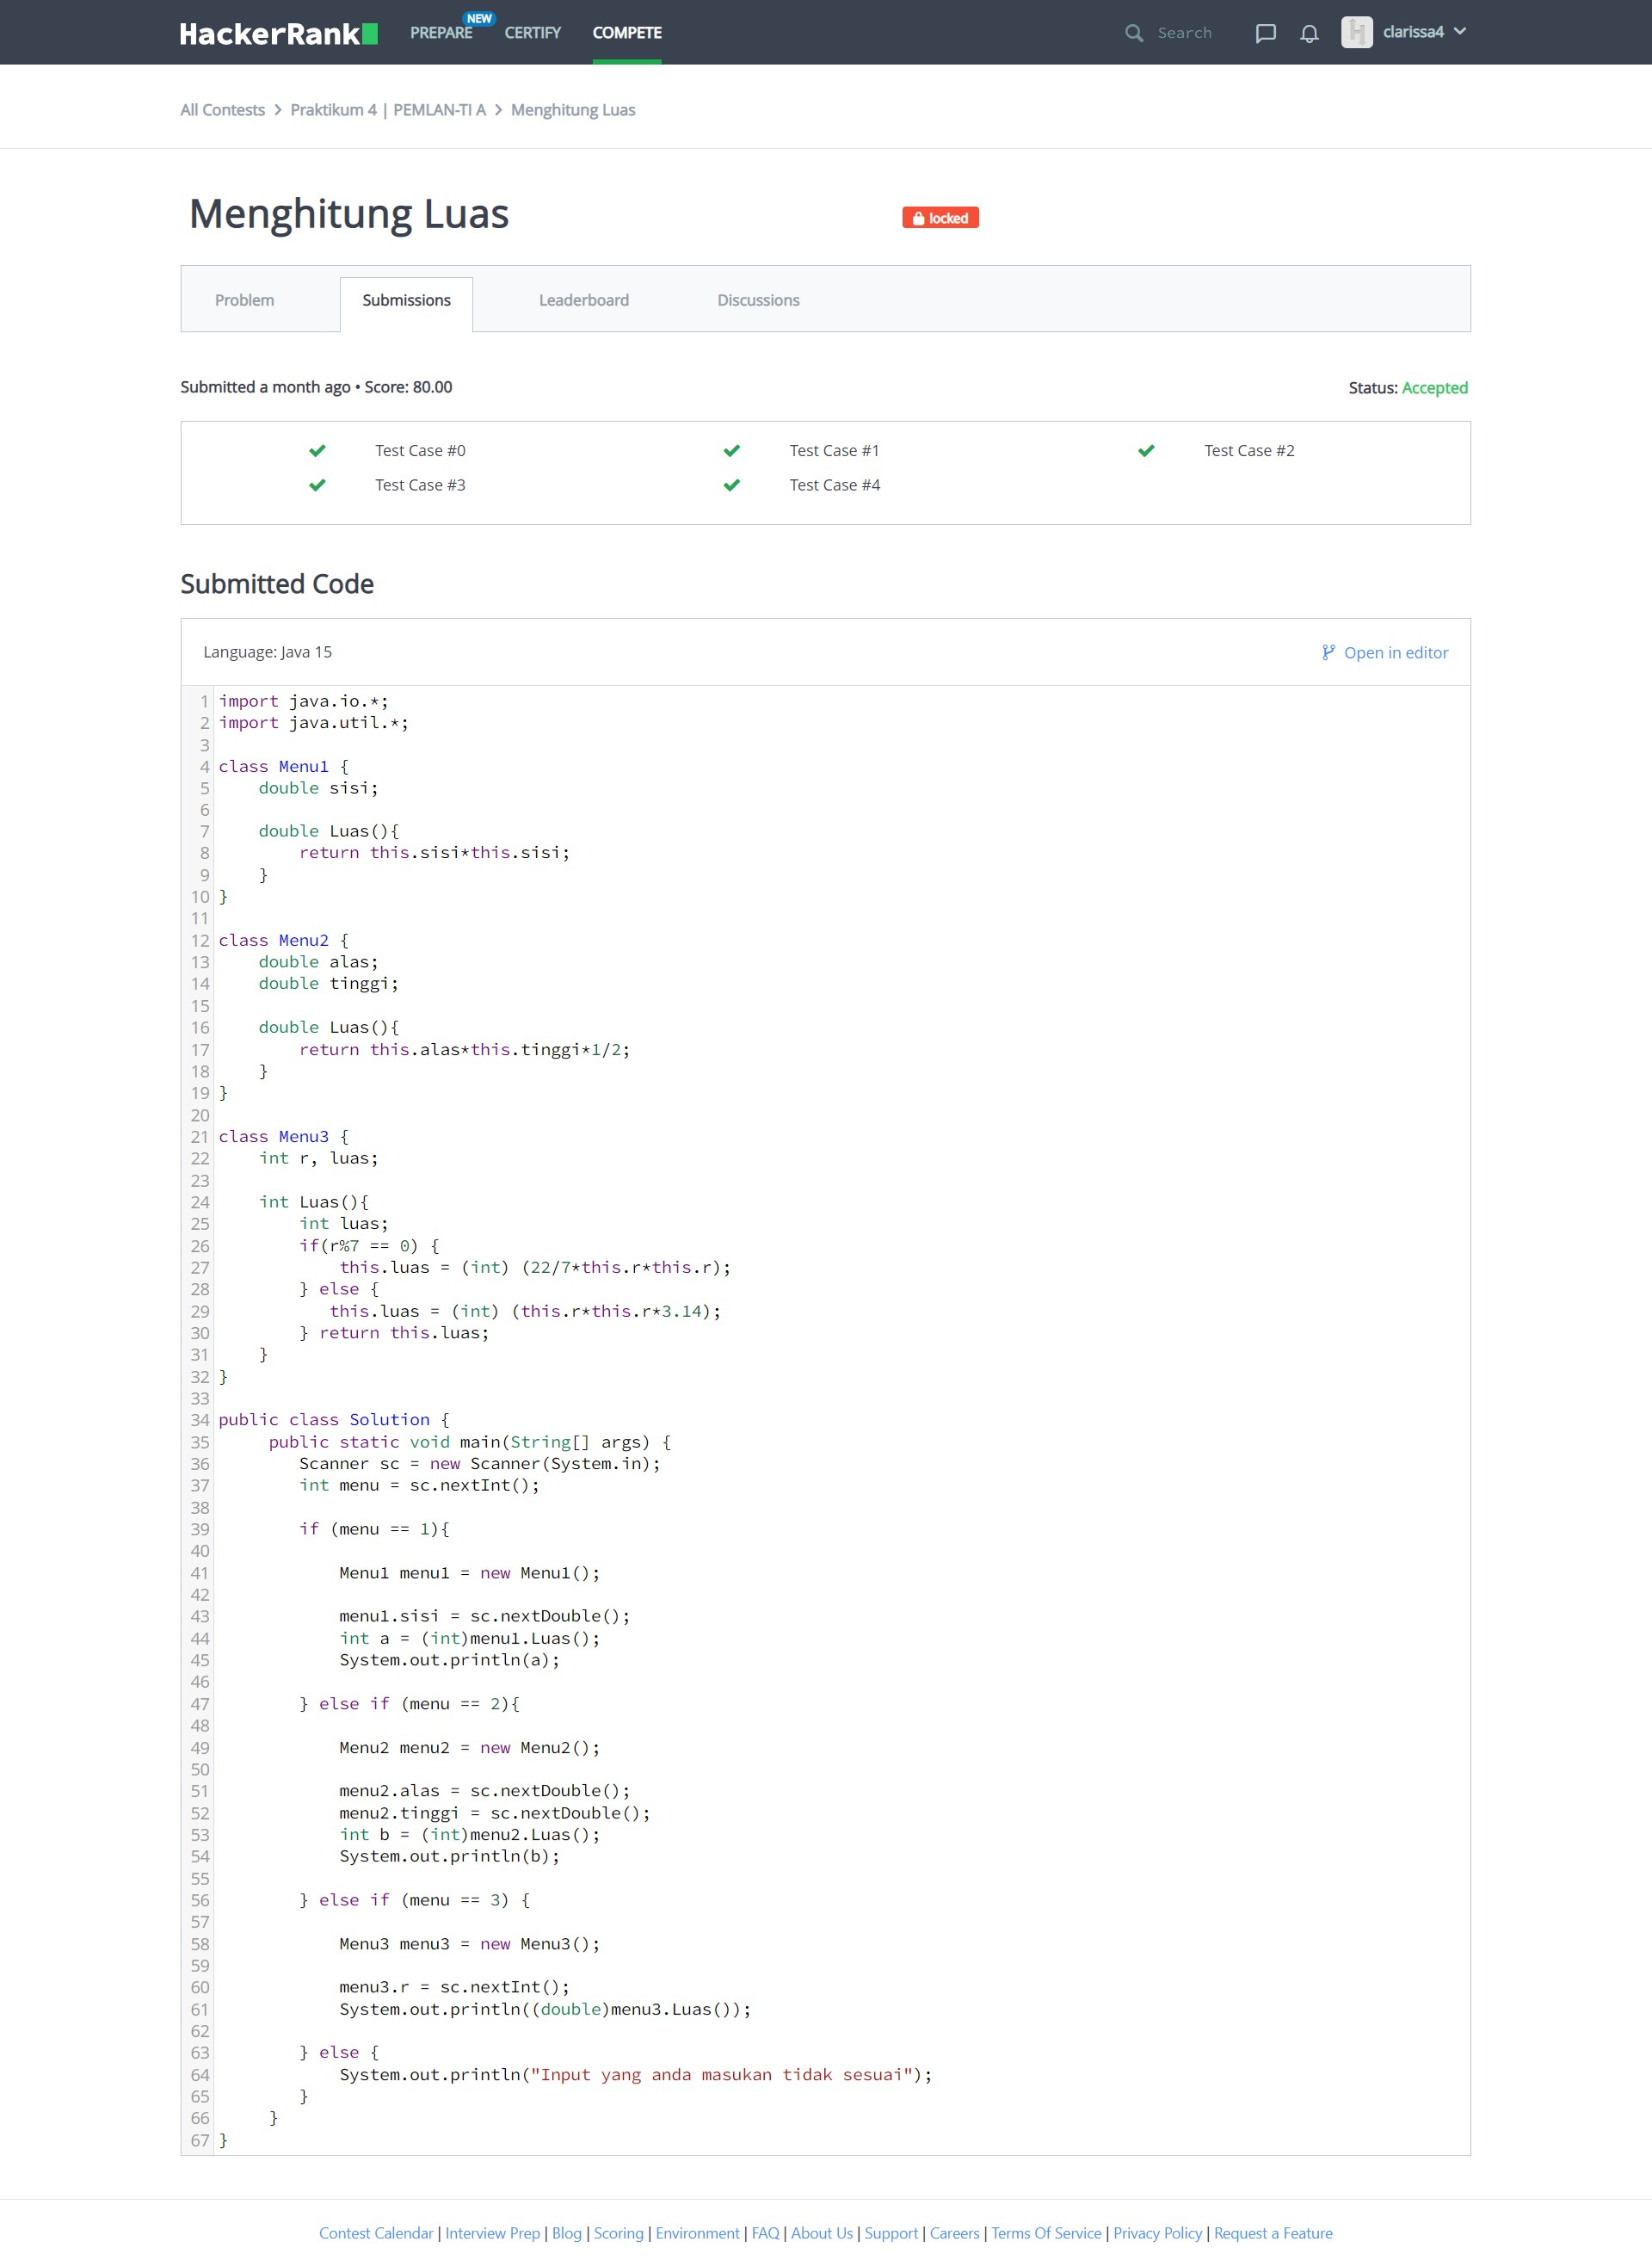 HackerRank PREPARE NEW CERTIFY COMPETE Search clarissa4
All Contests > Praktikum 4 | PEMLAN-TI A > Menghitung Luas
Menghitung Luas locked
Problem Submissions Leaderboard Discussions
Submitted a month ago • Score: 80.00 Status: Accepted
Test Case #0 Test Case #1 Test Case #2
Test Case #3 Test Case #4
Submitted Code
Language: Java 15 Open in editor
1 import java.io.*;
2 import java.util.*;
3
4 class Menu1 {
5     double sisi;
6
7     double Luas(){
8         return this.sisi*this.sisi;
9     }
10 }
11
12 class Menu2 {
13     double alas;
14     double tinggi;
15
16     double Luas(){
17         return this.alas*this.tinggi*1/2;
18     }
19 }
20
21 class Menu3 {
22     int r, luas;
23
24     int Luas(){
25         int luas;
26         if(r%7 == 0) {
27             this.luas = (int) (22/7*this.r*this.r);
28         } else {
29            this.luas = (int) (this.r*this.r*3.14);
30         } return this.luas;
31     }
32 }
33
34 public class Solution {
35      public static void main(String[] args) {
36         Scanner sc = new Scanner(System.in);
37         int menu = sc.nextInt();
38
39         if (menu == 1){
40
41             Menu1 menu1 = new Menu1();
42
43             menu1.sisi = sc.nextDouble();
44             int a = (int)menu1.Luas();
45             System.out.println(a);
46
47         } else if (menu == 2){
48
49             Menu2 menu2 = new Menu2();
50
51             menu2.alas = sc.nextDouble();
52             menu2.tinggi = sc.nextDouble();
53             int b = (int)menu2.Luas();
54             System.out.println(b);
55
56         } else if (menu == 3) {
57
58             Menu3 menu3 = new Menu3();
59
60             menu3.r = sc.nextInt();
61             System.out.println((double)menu3.Luas());
62
63         } else {
64             System.out.println("Input yang anda masukan tidak sesuai");
65         }
66      }
67 }
Contest Calendar | Interview Prep | Blog | Scoring | Environment | FAQ | About Us | Support | Careers | Terms Of Service | Privacy Policy | Request a Feature